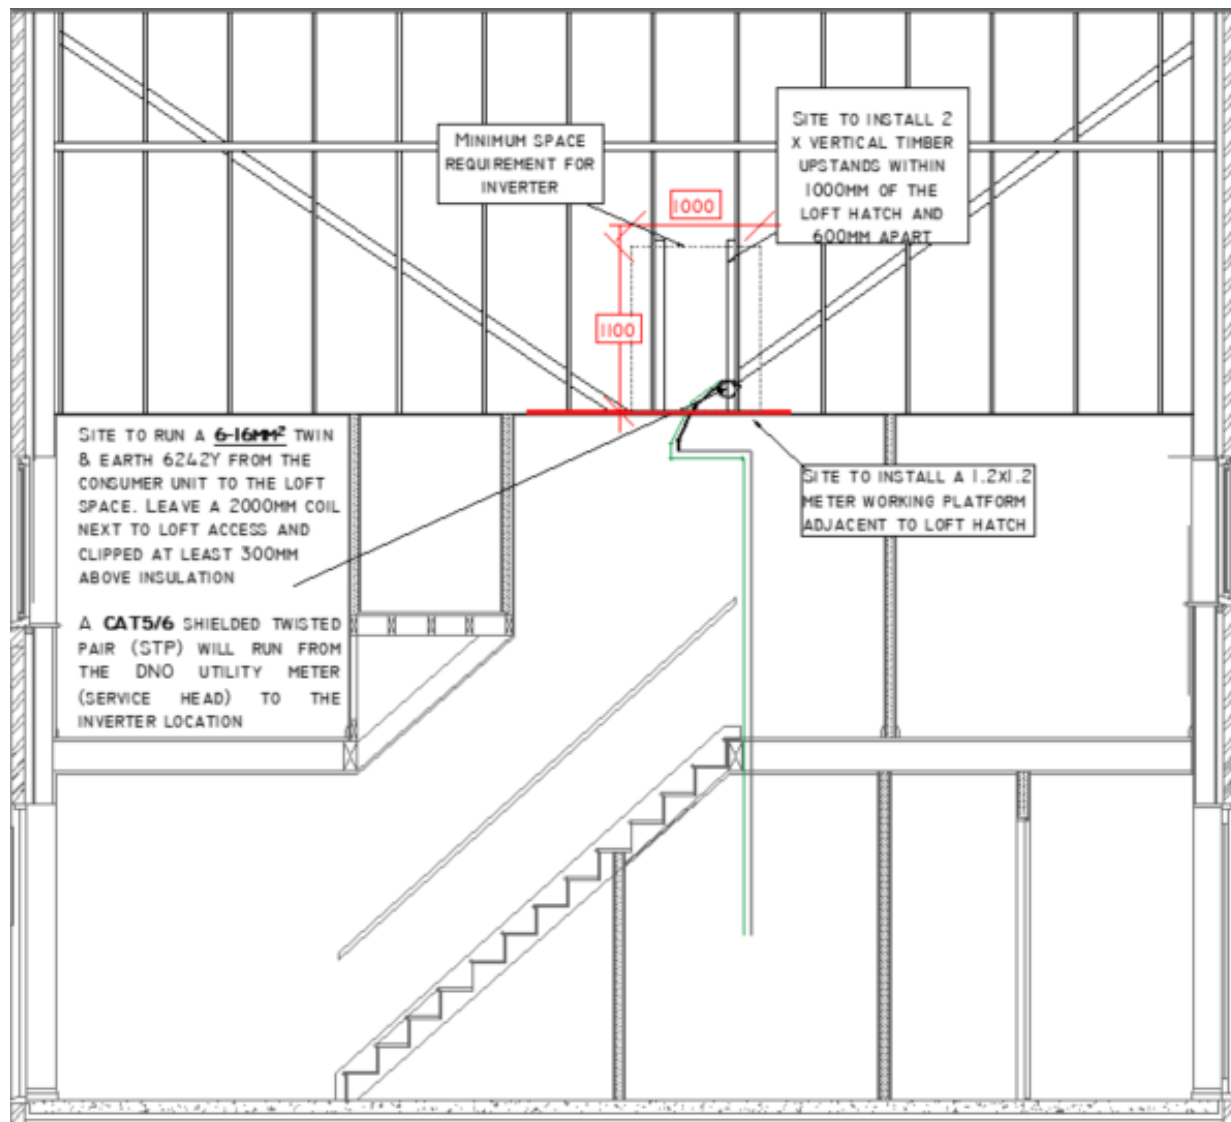 MINIMUM SPACE
REQUIREMENT FOR
INVERTER
SITE TO INSTALL 2
X VERTICAL TIMBER
UPSTANDS WITHIN
1000MM OF THE
LOFT HATCH AND
600MM APART
1000
1100
SITE TO RUN A 6-16MM² TWIN
& EARTH 6242Y FROM THE
CONSUMER UNIT TO THE LOFT
SPACE. LEAVE A 2000MM COIL
NEXT TO LOFT ACCESS AND
CLIPPED AT LEAST 300MM
ABOVE INSULATION
A CAT5/6 SHIELDED TWISTED
PAIR (STP) WILL RUN FROM
THE DNO UTILITY METER
(SERVICE HEAD) TO THE
INVERTER LOCATION
SITE TO INSTALL A 1.2X1.2
METER WORKING PLATFORM
ADJACENT TO LOFT HATCH